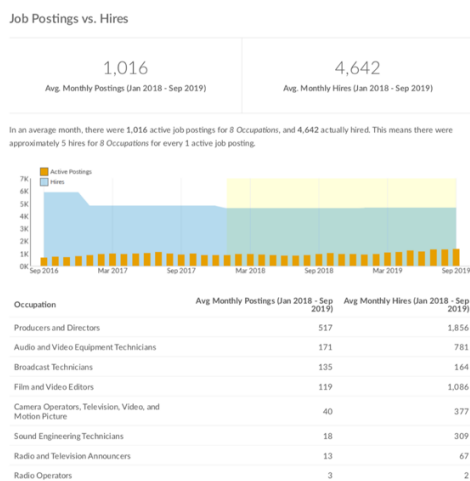 Job Postings vs. Hires
1,016
Avg. Monthly Postings (Jan 2018 - Sep 2019)
4,642
Avg. Monthly Hires (Jan 2018 - Sep 2019)
In an average month, there were 1,016 active job postings for 8 Occupations, and 4,642 actually hired. This means there were
approximately 5 hires for 8 Occupations for every 1 active job posting.
Active Postings
Hires
7K
6K
5K
4K
3K
2K
1K
0K
Sep 2016 Mar 2017 Sep 2017 Mar 2018 Sep 2018 Mar 2019 Sep 2019
Occupation
Avg Monthly Postings (Jan 2018 - Sep
2019)
Avg Monthly Hires (Jan 2018 - Sep
2019)
Producers and Directors 517 1,856
Audio and Video Equipment Technicians 171 781
Broadcast Technicians 135 164
Film and Video Editors 119 1,086
Camera Operators, Television, Video, and
Motion Picture 40 377
Sound Engineering Technicians 18 309
Radio and Television Announcers 13 67
Radio Operators 3 2